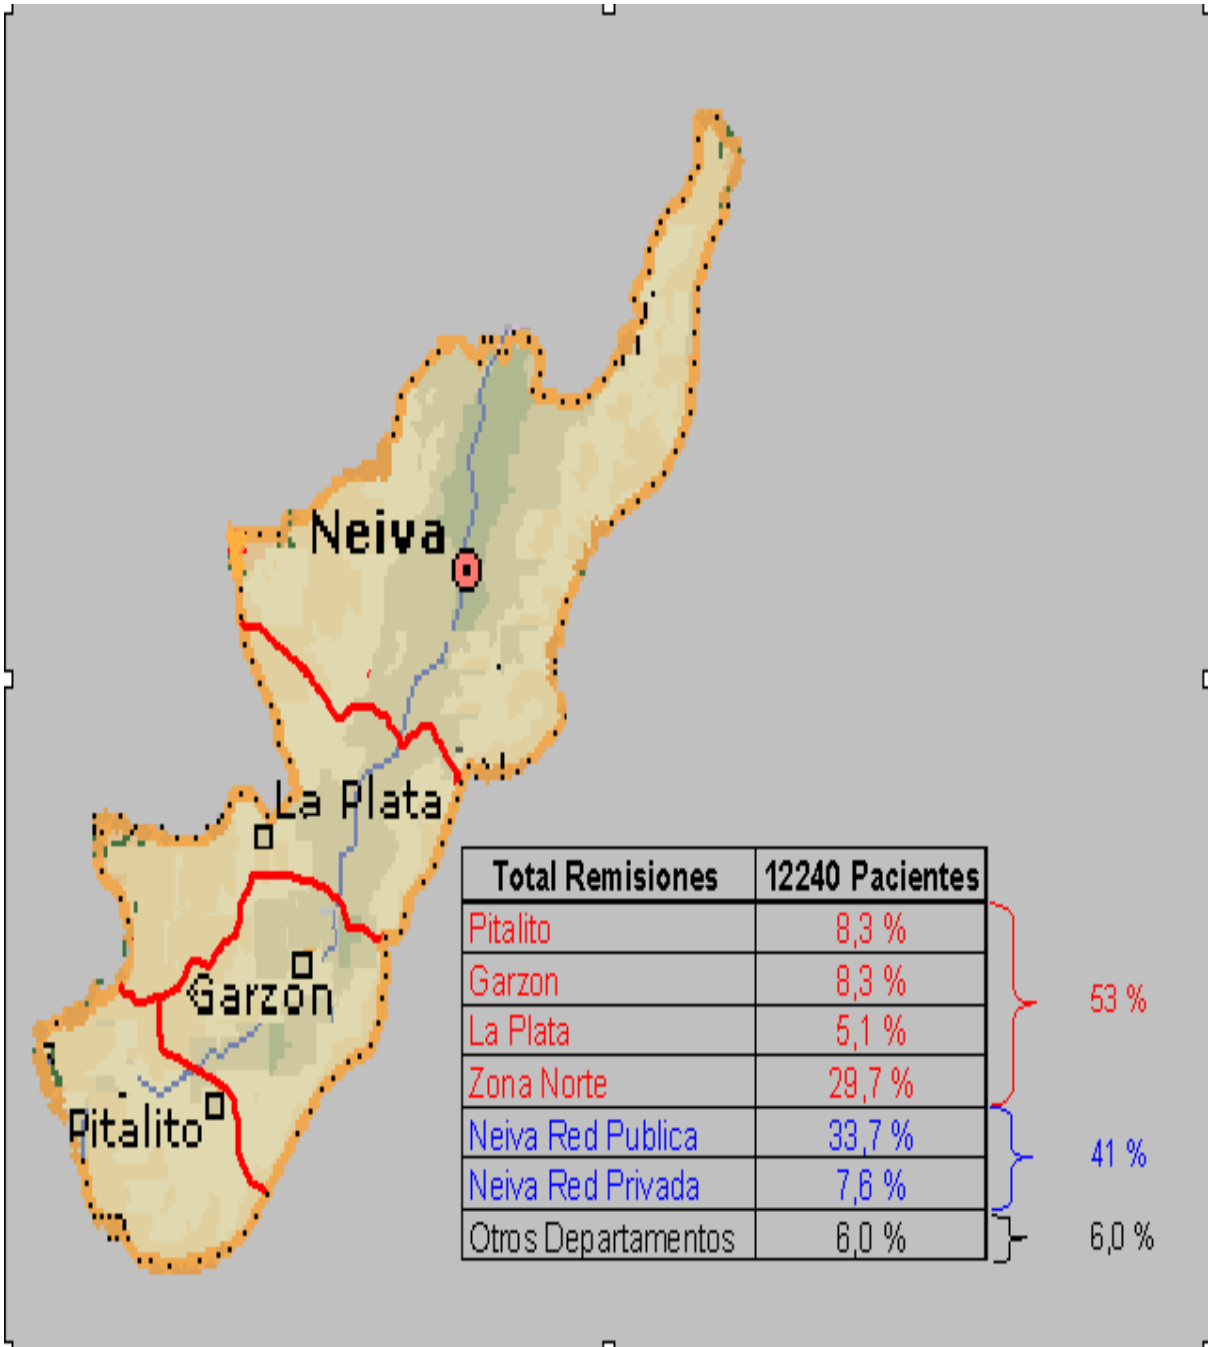 Neiva
La Plata
Garzon
Pitalito
Total Remisiones 12240 Pacientes
Pitalito 8,3 %
Garzon 8,3 %
La Plata 5,1 %
Zona Norte 29,7 %
53 %
Neiva Red Publica 33,7 %
Neiva Red Privada 7,6 %
41 %
Otros Departamentos 6,0 %
6,0 %